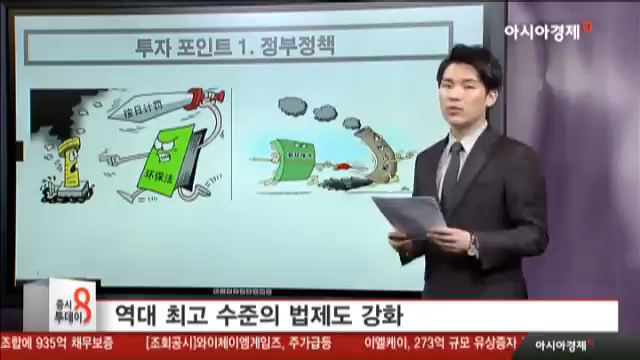 아시아경제
투자 포인트 1. 정부정책
按日计罚
环保法
증시
투데이 8
역대 최고 수준의 법제도 강화
조합에 935억 채무보증 [조회공시]와이제이엠게임즈, 주가급등 이엘케이, 273억 규모 유상증자
아시아경제